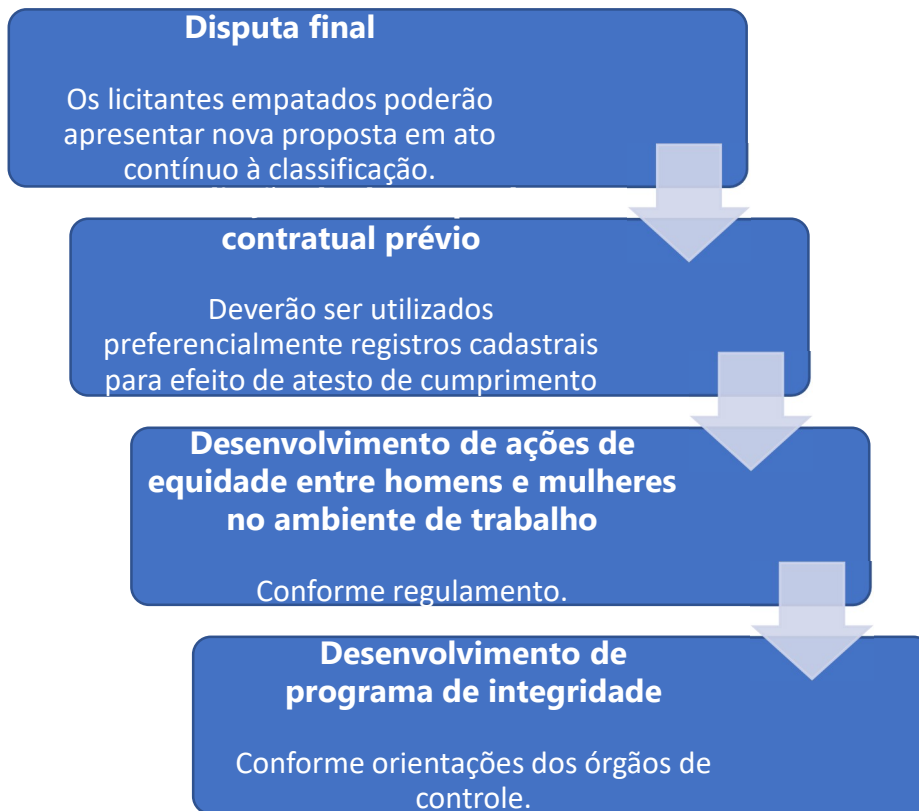 Disputa final
Os licitantes empatados poderão
apresentar nova proposta em ato
contínuo à classificação.
contratual prévio
Deverão ser utilizados
preferencialmente registros cadastrais
para efeito de atesto de cumprimento
Desenvolvimento de ações de
equidade entre homens e mulheres
no ambiente de trabalho
Conforme regulamento.
Desenvolvimento de
programa de integridade
Conforme orientações dos órgãos de
controle.